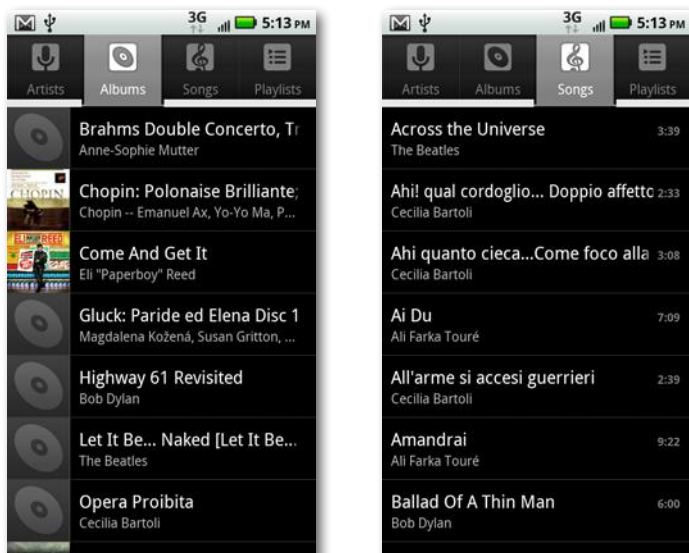 3G 5:13 PM
Artists Albums Songs Playlists
Brahms Double Concerto, Tr
Anne-Sophie Mutter
CHOPIN
Chopin: Polonaise Brilliante;
Chopin -- Emanuel Ax, Yo-Yo Ma, P...
ELI REED
Come And Get It
Eli "Paperboy" Reed
Gluck: Paride ed Elena Disc 1
Magdalena Kožená, Susan Gritton, ...
Highway 61 Revisited
Bob Dylan
Let It Be... Naked [Let It Be...
The Beatles
Opera Proibita
Cecilia Bartoli
3G 5:13 PM
Artists Albums Songs Playlists
Across the Universe 3:39
The Beatles
Ahi! qual cordoglio... Doppio affetto 2:33
Cecilia Bartoli
Ahi quanto cieca...Come foco alla 3:08
Cecilia Bartoli
Ai Du 7:09
Ali Farka Touré
All'arme si accesi guerrieri 2:39
Cecilia Bartoli
Amandrai 9:22
Ali Farka Touré
Ballad Of A Thin Man 6:00
Bob Dylan